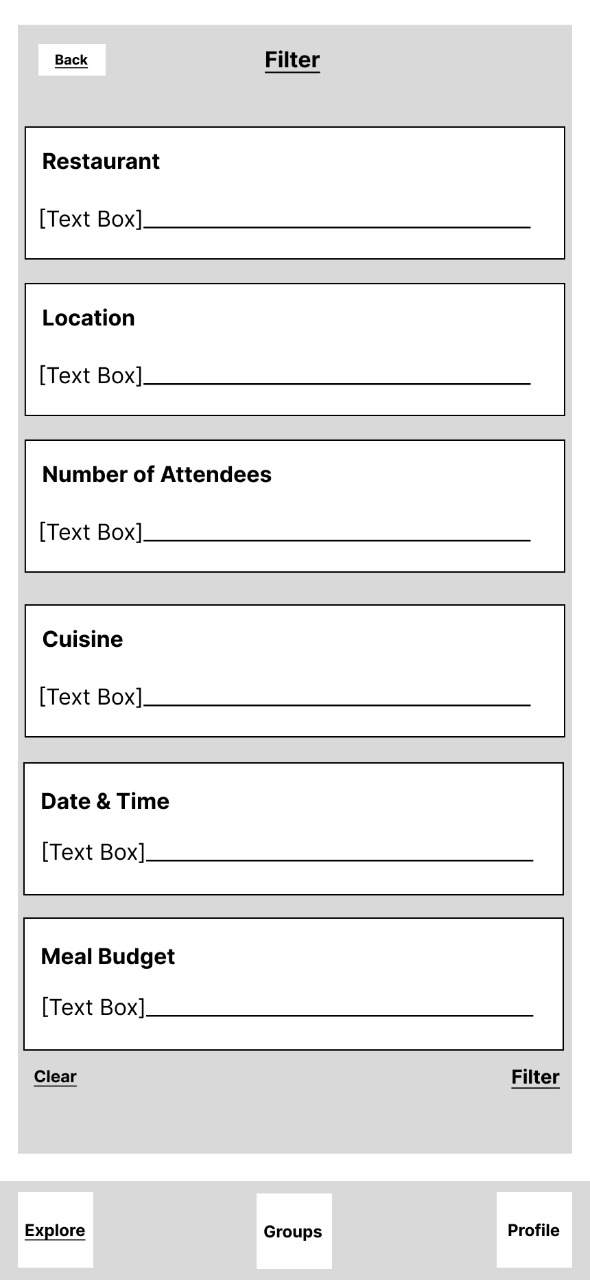 Back
Filter
Restaurant
[Text Box]
Location
[Text Box]
Number of Attendees
[Text Box]
Cuisine
[Text Box]
Date & Time
[Text Box]
Meal Budget
[Text Box]
Clear
Filter
Explore
Groups
Profile